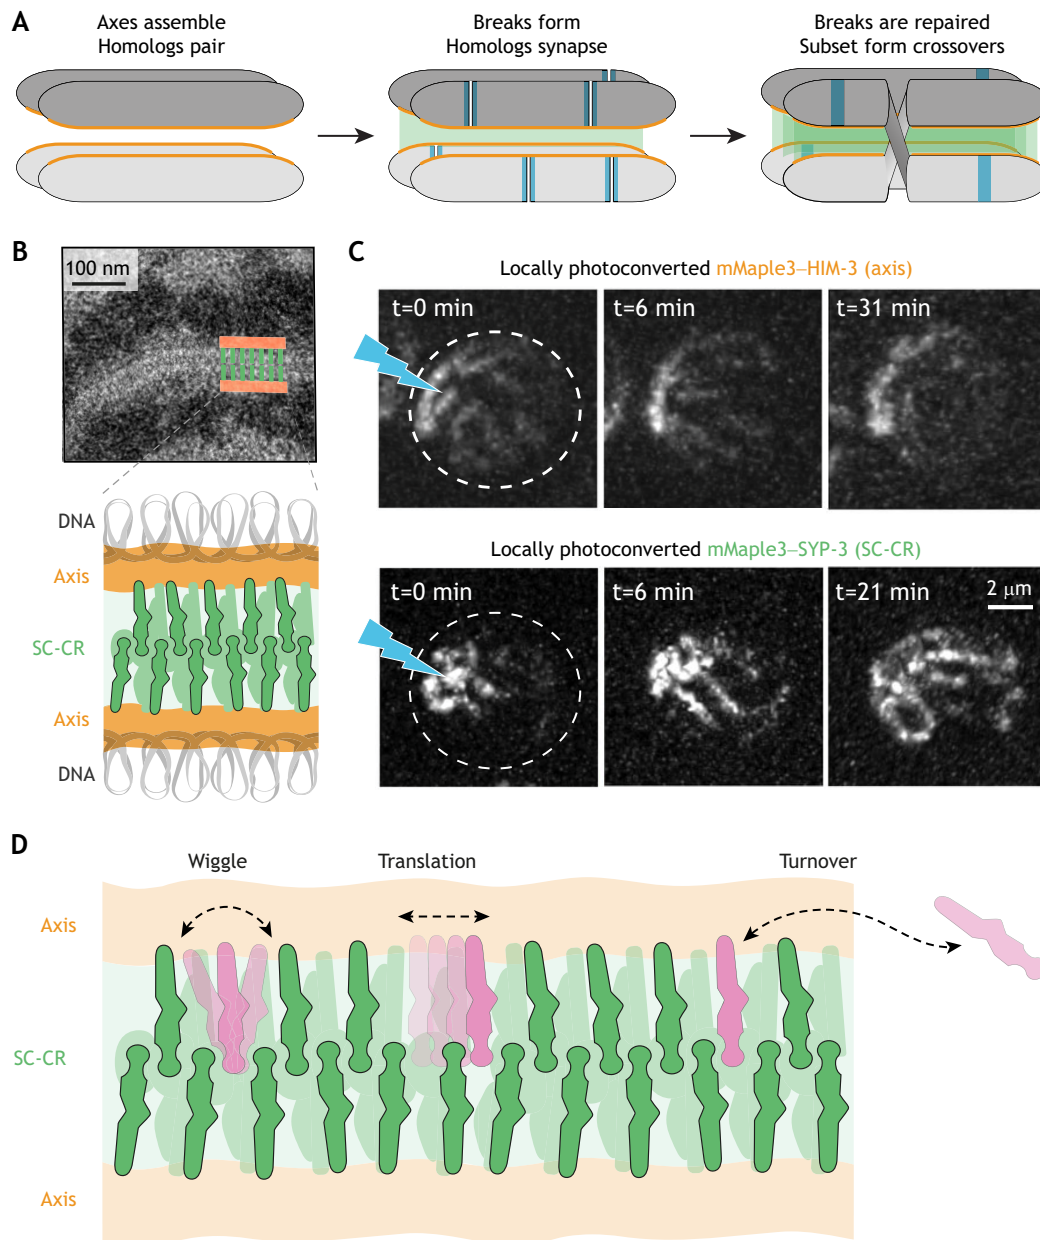 A
Axes assemble
Homologs pair
Breaks form
Homologs synapse
Breaks are repaired
Subset form crossovers
B
100 nm
DNA
Axis
SC-CR
Axis
DNA
C
Locally photoconverted mMaple3–HIM-3 (axis)
t=0 min
t=6 min
t=31 min
Locally photoconverted mMaple3–SYP-3 (SC-CR)
t=0 min
t=6 min
t=21 min
2 μm
D
Wiggle
Translation
Turnover
Axis
SC-CR
Axis